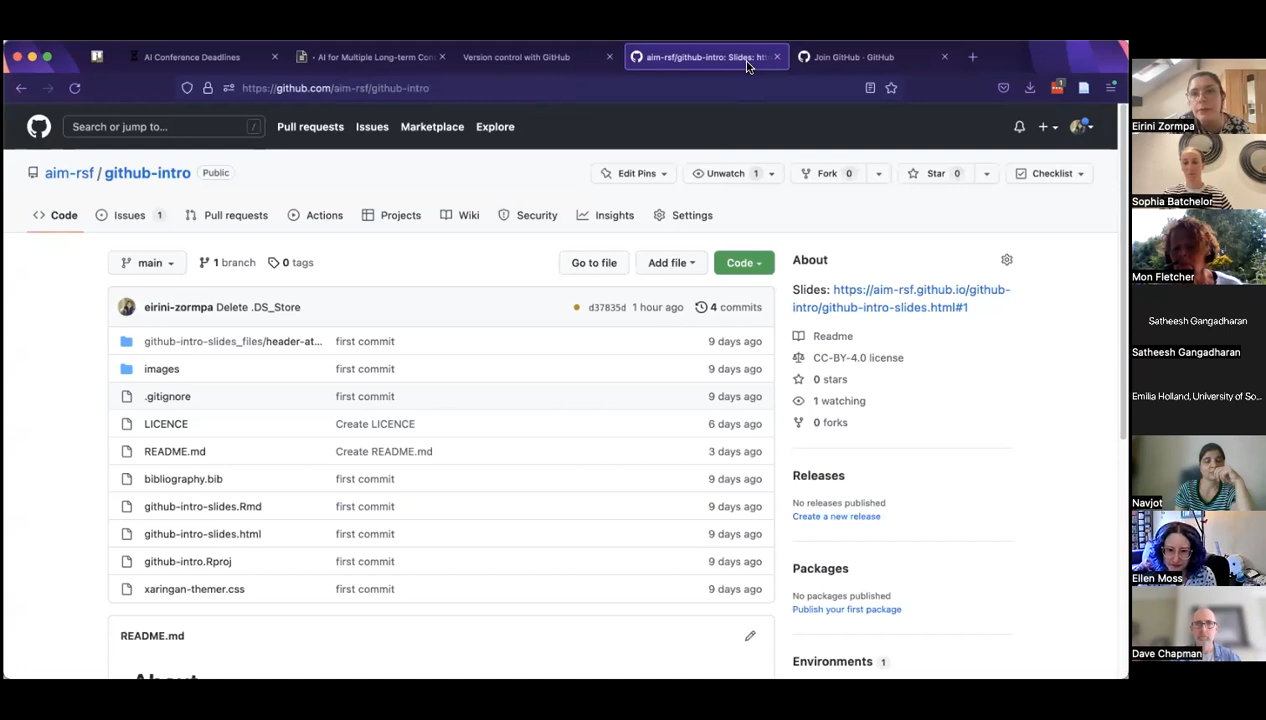 AI Conference Deadlines
- AI for Multiple Long-term Con
Version control with GitHub
aim-rsf/github-intro: Slides: htt
Join GitHub · GitHub
https://github.com/aim-rsf/github-intro
1
Search or jump to...
/
Pull requests
Issues
Marketplace
Explore
aim-rsf / github-intro
Public
Edit Pins
Unwatch 1
Fork 0
Star 0
Checklist
Code
Issues 1
Pull requests
Actions
Projects
Wiki
Security
Insights
Settings
main
1 branch
0 tags
Go to file
Add file
Code
eirini-zormpa Delete .DS_Store
d37835d 1 hour ago
4 commits
github-intro-slides_files/header-at... first commit 9 days ago
images first commit 9 days ago
.gitignore first commit 9 days ago
LICENCE Create LICENCE 6 days ago
README.md Create README.md 3 days ago
bibliography.bib first commit 9 days ago
github-intro-slides.Rmd first commit 9 days ago
github-intro-slides.html first commit 9 days ago
github-intro.Rproj first commit 9 days ago
xaringan-themer.css first commit 9 days ago
README.md
About
About
Slides: https://aim-rsf.github.io/github-
intro/github-intro-slides.html#1
Readme
CC-BY-4.0 license
0 stars
1 watching
0 forks
Releases
No releases published
Create a new release
Packages
No packages published
Publish your first package
Environments 1
Eirini Zormpa
Sophia Batchelor
Mon Fletcher
Satheesh Gangadharan
Satheesh Gangadharan
Emilia Holland, University of So...
Navjot
Ellen Moss
Dave Chapman